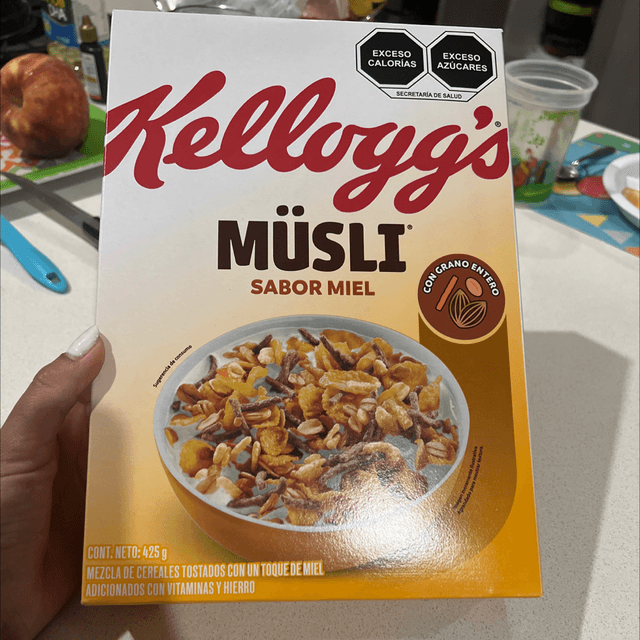 EXCESO
CALORÍAS
EXCESO
AZÚCARES
SECRETARÍA DE SALUD
Kellogg's®
MÜSLI®
SABOR MIEL
CON GRANO ENTERO
Sugerencia de consumo
CONT. NETO: 425 g
MEZCLA DE CEREALES TOSTADOS CON UN TOQUE DE MIEL
ADICIONADOS CON VITAMINAS Y HIERRO